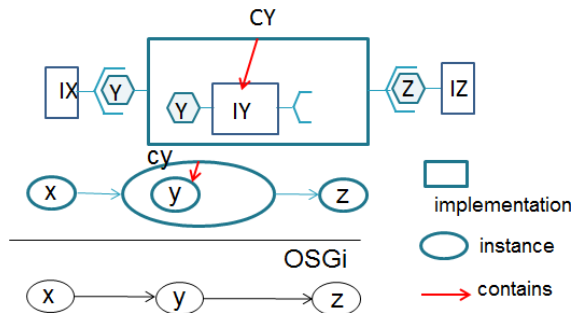 CY
IX Y Y IY Z IZ
cy
x y z
implementation
instance
OSGi
contains
x y z